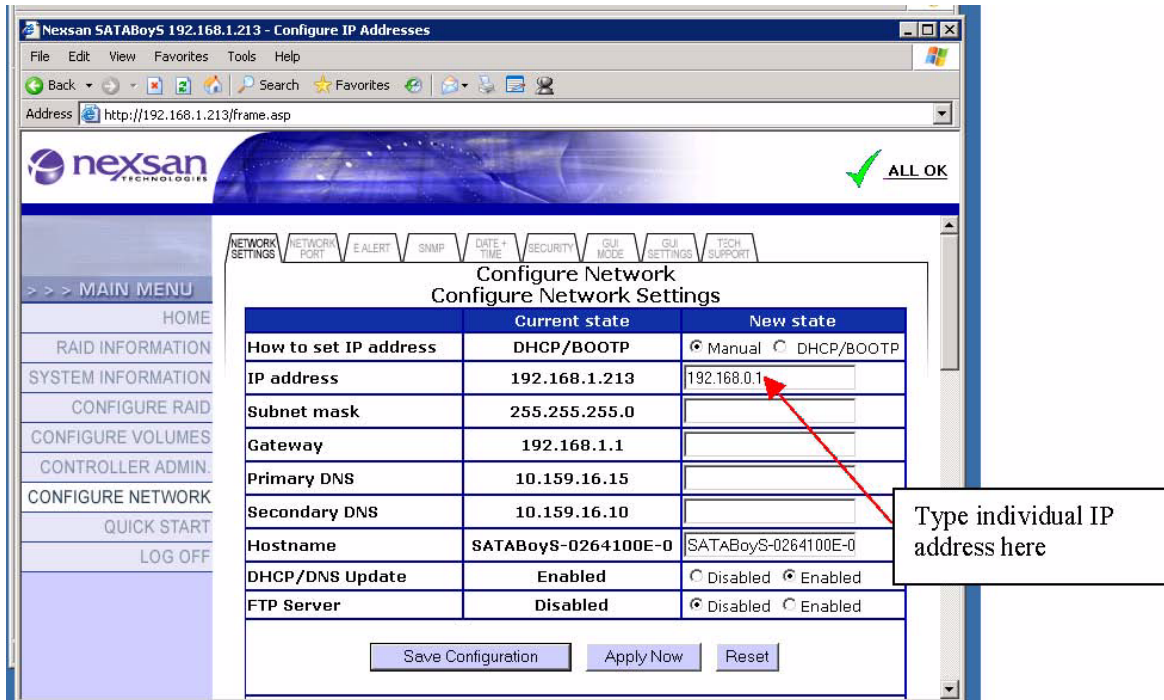 Nexsan SATABoyS 192.168.1.213 - Configure IP Addresses
File Edit View Favorites Tools Help
Back Search Favorites
Address http://192.168.1.213/frame.asp
nexsan
TECHNOLOGIES
ALL OK
NETWORK SETTINGS NETWORK PORT E ALERT SNMP DATE + TIME SECURITY GUI MODE GUI SETTINGS TECH SUPPORT
Configure Network
Configure Network Settings
> > > MAIN MENU
HOME
RAID INFORMATION
SYSTEM INFORMATION
CONFIGURE RAID
CONFIGURE VOLUMES
CONTROLLER ADMIN.
CONFIGURE NETWORK
QUICK START
LOG OFF
Current state New state
How to set IP address DHCP/BOOTP Manual DHCP/BOOTP
IP address 192.168.1.213 192.168.0.1
Subnet mask 255.255.255.0
Gateway 192.168.1.1
Primary DNS 10.159.16.15
Secondary DNS 10.159.16.10
Hostname SATABoyS-0264100E-0 SATABoyS-0264100E-0
DHCP/DNS Update Enabled Disabled Enabled
FTP Server Disabled Disabled Enabled
Save Configuration Apply Now Reset
Type individual IP
address here